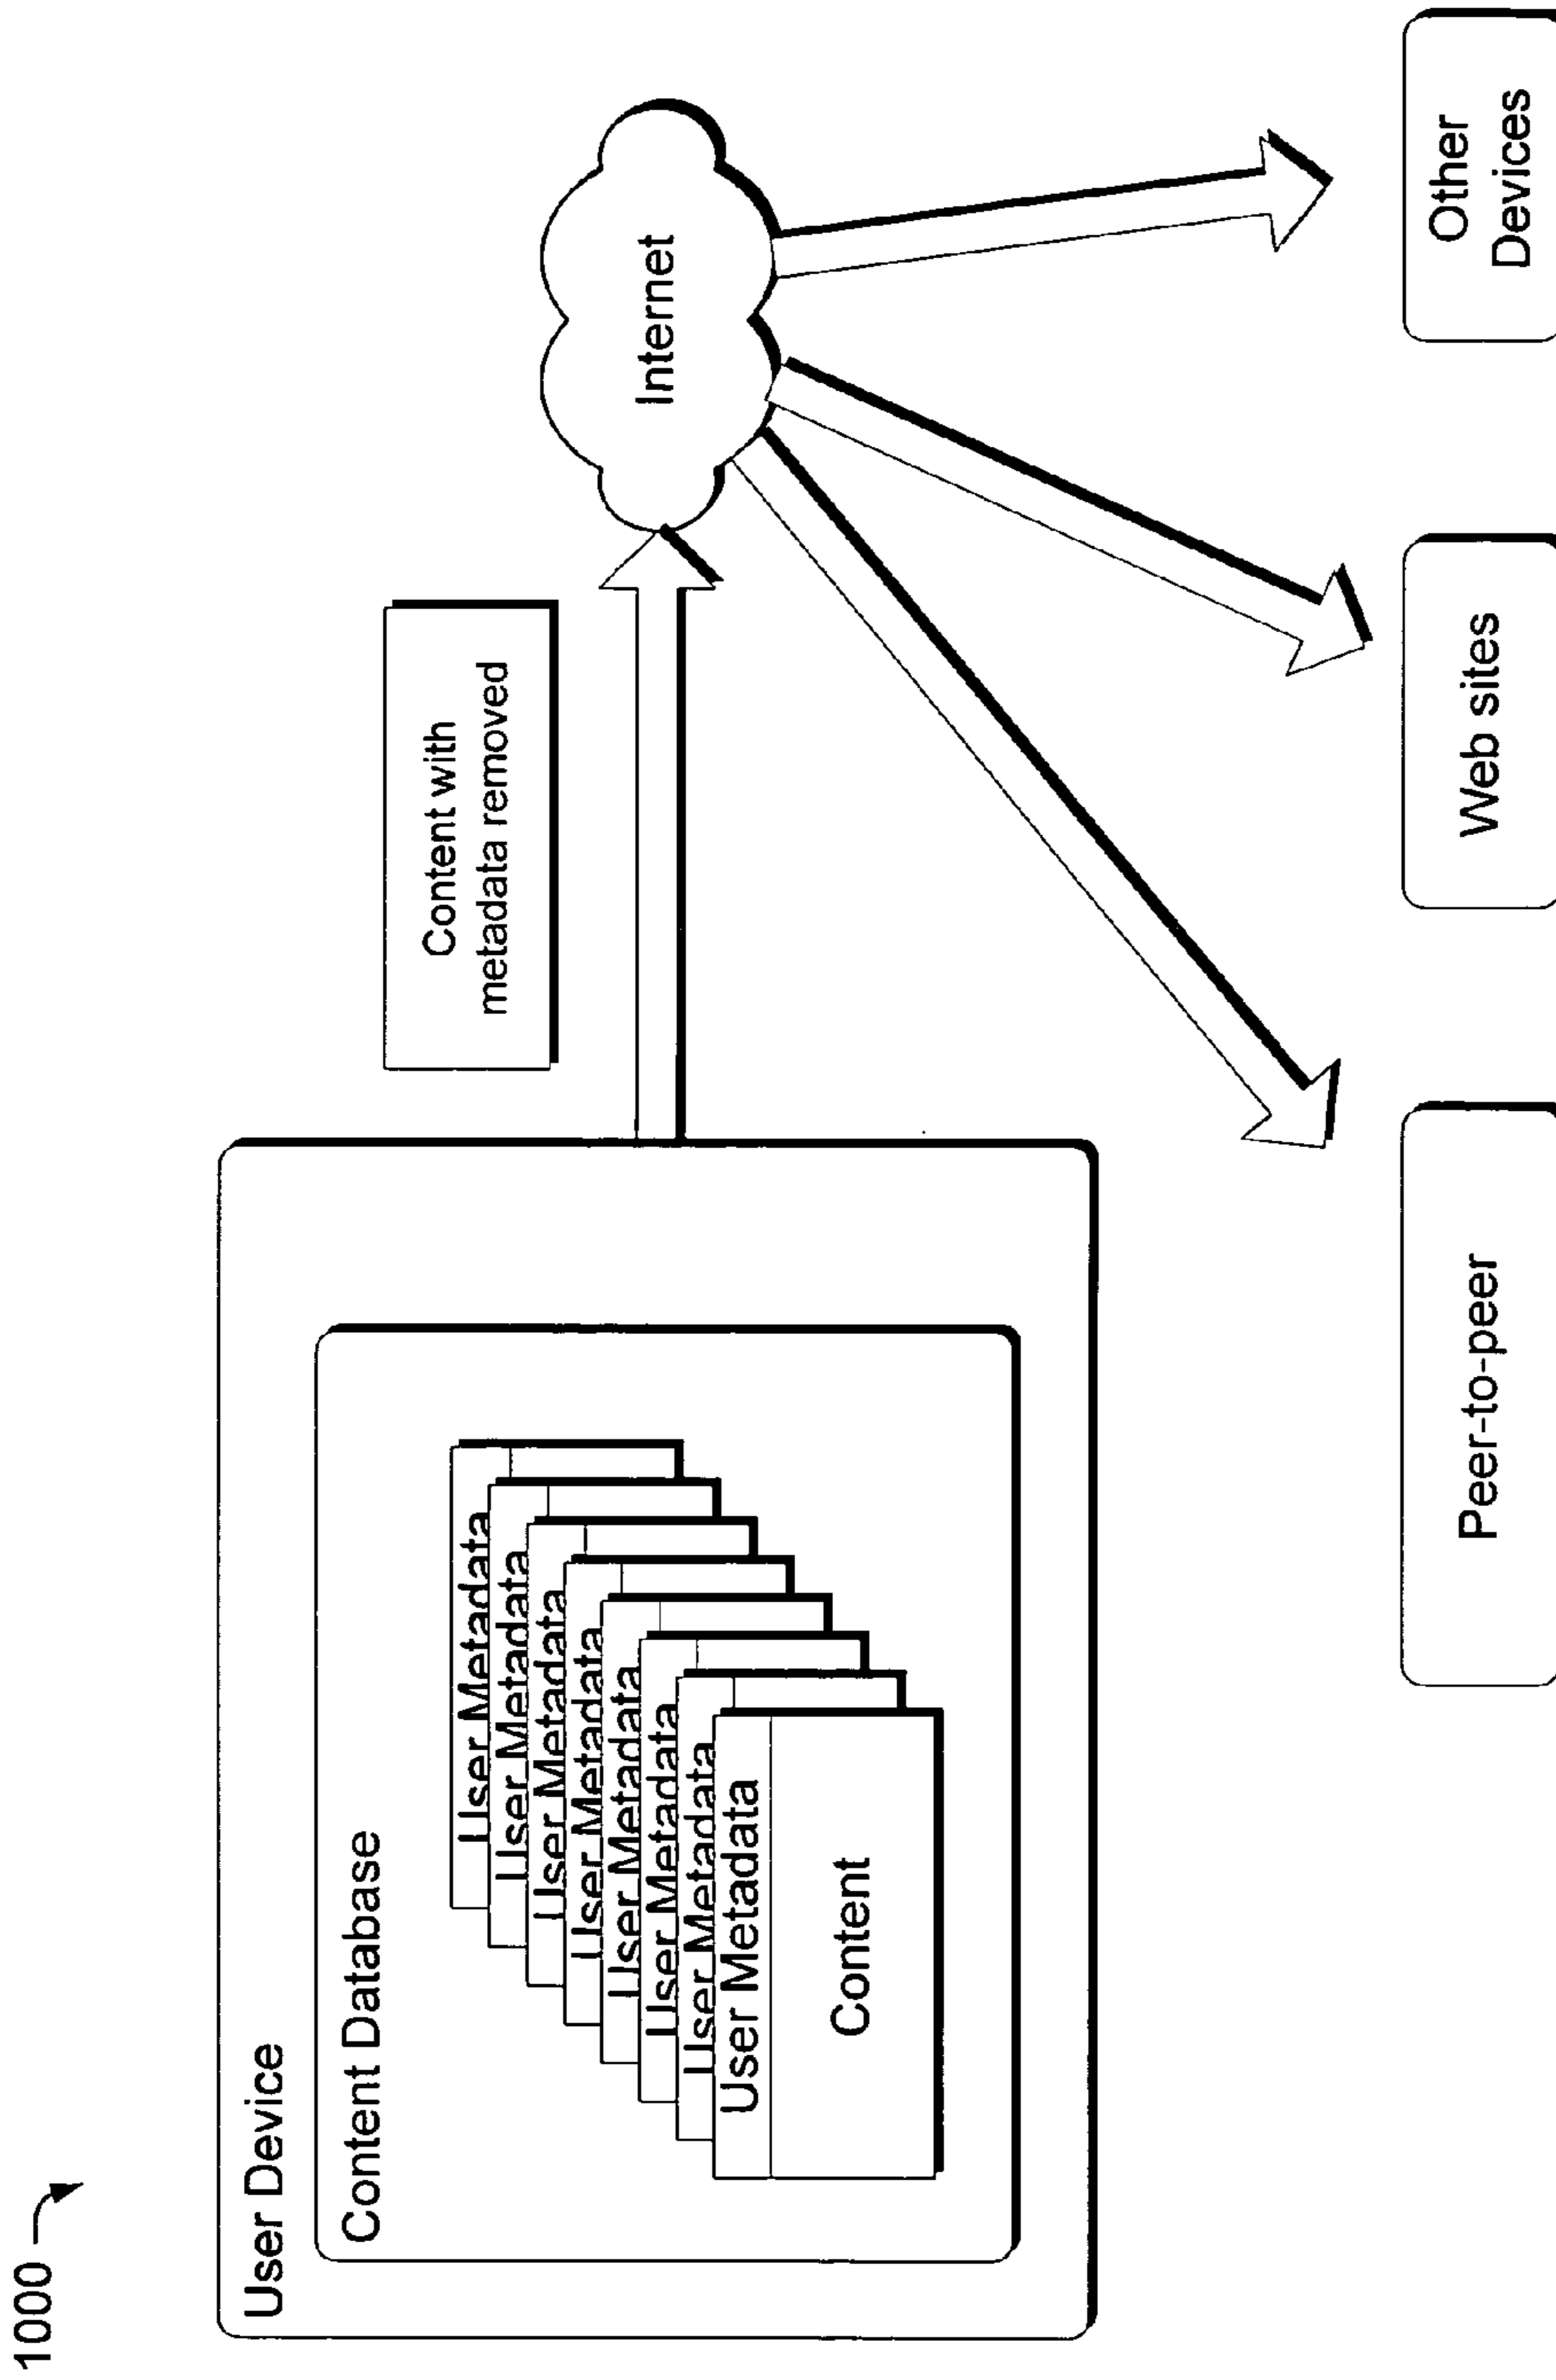 1000
User Device
Content Database
User Metadata
User Metadata
User Metadata
User Metadata
User Metadata
User Metadata
User Metadata
User Metadata
Content
Content with
metadata removed
Internet
Peer-to-peer
Web sites
Other
Devices